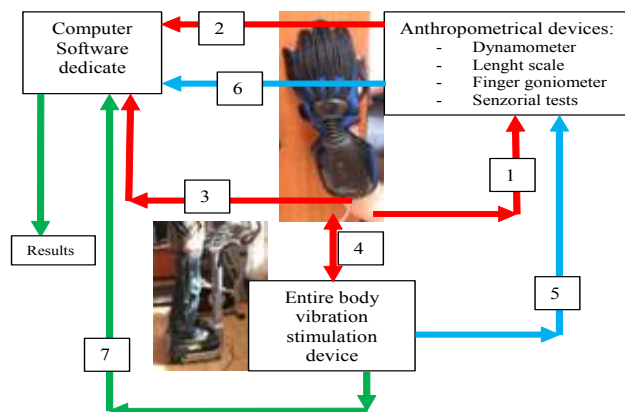 Computer
Software
dedicate
2
6
Anthropometrical devices:
- Dynamometer
- Lenght scale
- Finger goniometer
- Senzorial tests
1
3
4
5
Results
Entire body
vibration
stimulation
device
7